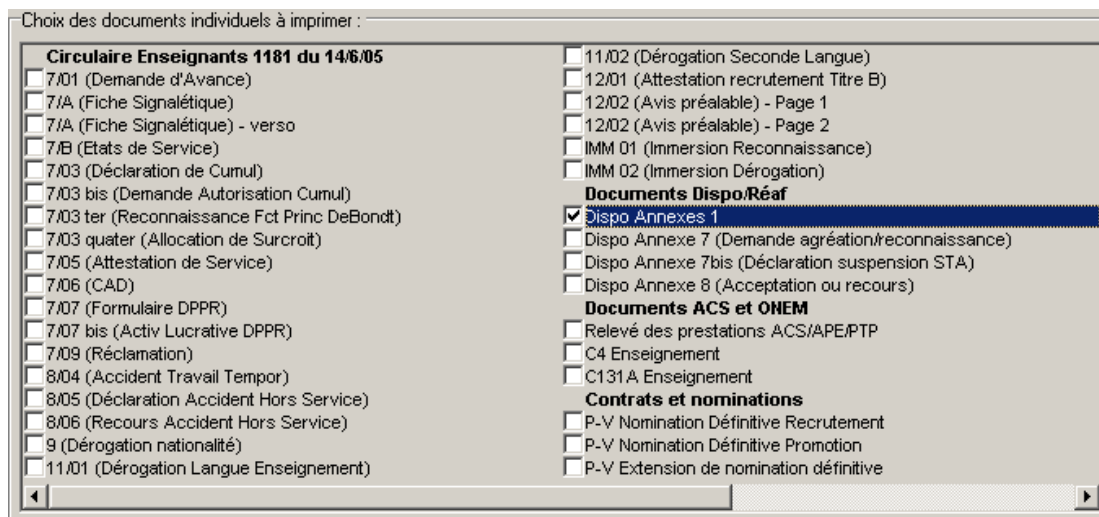 Choix des documents individuels à imprimer :
Circulaire Enseignants 1181 du 14/6/05
7/01 (Demande d'Avance)
7/A (Fiche Signalétique)
7/A (Fiche Signalétique) - verso
7/B (Etats de Service)
7/03 (Déclaration de Cumul)
7/03 bis (Demande Autorisation Cumul)
7/03 ter (Reconnaissance Fct Princ DeBondt)
7/03 quater (Allocation de Surcroit)
7/05 (Attestation de Service)
7/06 (CAD)
7/07 (Formulaire DPPR)
7/07 bis (Activ Lucrative DPPR)
7/09 (Réclamation)
8/04 (Accident Travail Tempor)
8/05 (Déclaration Accident Hors Service)
8/06 (Recours Accident Hors Service)
9 (Dérogation nationalité)
11/01 (Dérogation Langue Enseignement)
11/02 (Dérogation Seconde Langue)
12/01 (Attestation recrutement Titre B)
12/02 (Avis préalable) - Page 1
12/02 (Avis préalable) - Page 2
IMM 01 (Immersion Reconnaissance)
IMM 02 (Immersion Dérogation)
Documents Dispo/Réaf
Dispo Annexes 1
Dispo Annexe 7 (Demande agréation/reconnaissance)
Dispo Annexe 7bis (Déclaration suspension STA)
Dispo Annexe 8 (Acceptation ou recours)
Documents ACS et ONEM
Relevé des prestations ACS/APE/PTP
C4 Enseignement
C131A Enseignement
Contrats et nominations
P-V Nomination Définitive Recrutement
P-V Nomination Définitive Promotion
P-V Extension de nomination définitive